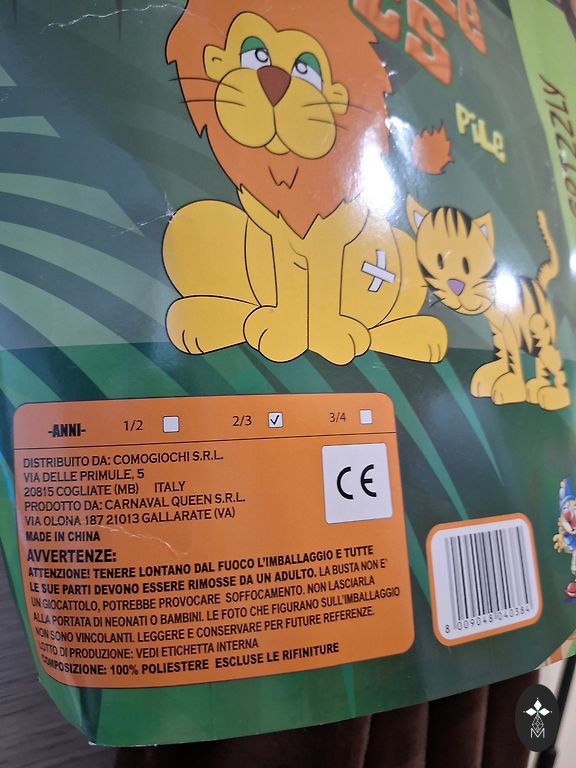 ES
PiLE
-ANNI- 1/2 2/3 ✓ 3/4
DISTRIBUITO DA: COMOGIOCHI S.R.L.
VIA DELLE PRIMULE, 5
20815 COGLIATE (MB) ITALY
PRODOTTO DA: CARNAVAL QUEEN S.R.L.
VIA OLONA 187 21013 GALLARATE (VA)
MADE IN CHINA
CE
AVVERTENZE:
ATTENZIONE! TENERE LONTANO DAL FUOCO L'IMBALLAGGIO E TUTTE
LE SUE PARTI DEVONO ESSERE RIMOSSE DA UN ADULTO. LA BUSTA NON E'
UN GIOCATTOLO, POTREBBE PROVOCARE SOFFOCAMENTO. NON LASCIARLA
ALLA PORTATA DI NEONATI O BAMBINI. LE FOTO CHE FIGURANO SULL'IMBALLAGGIO
NON SONO VINCOLANTI. LEGGERE E CONSERVARE PER FUTURE REFERENZE.
LOTTO DI PRODUZIONE: VEDI ETICHETTA INTERNA
COMPOSIZIONE: 100% POLIESTERE ESCLUSE LE RIFINITURE
8 009048 040384